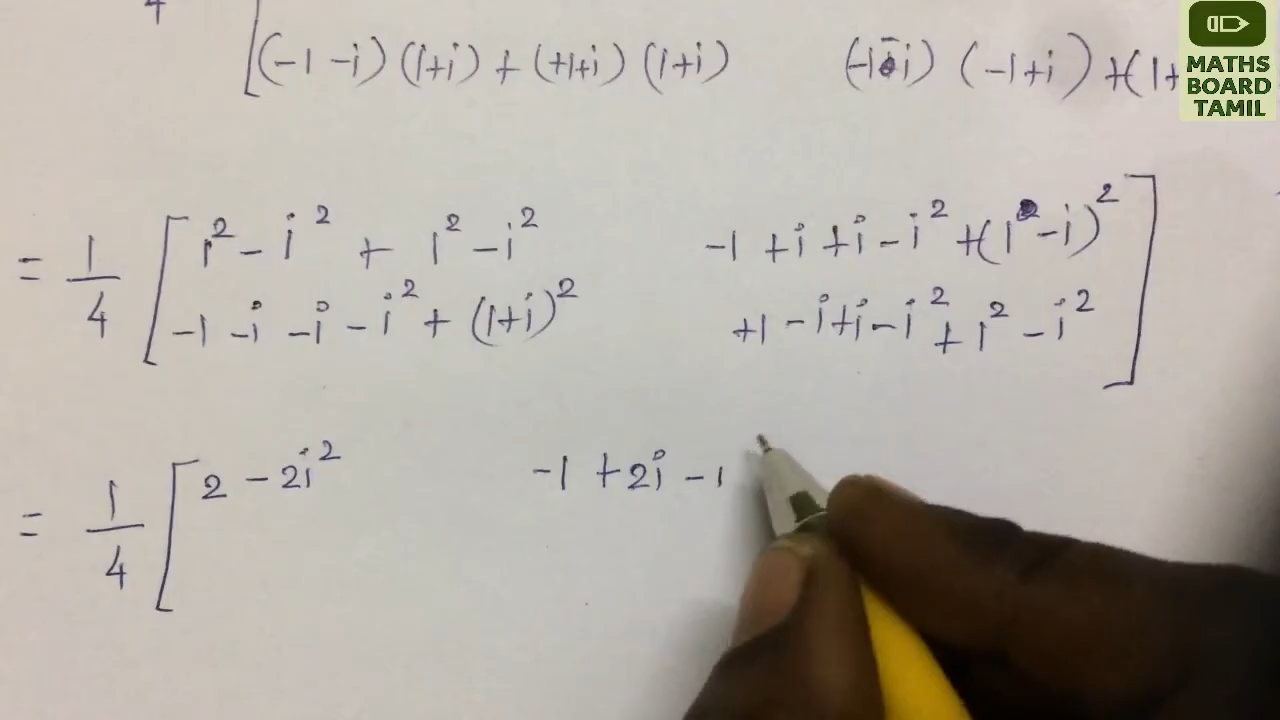 4 [(-1 -i) (1+i) + (+1+i) (1+i) (-1-i) (-1+i) +(1+
MATHS
BOARD
TAMIL
= 1/4 [ 1² - i² + 1² - i² -1 +i +i - i² +(1 - i)² ]
-1 -i -i - i² + (1+i)² +1 -i +i - i² + 1² - i²
= 1/4 [ 2 - 2i² -1 +2i -1